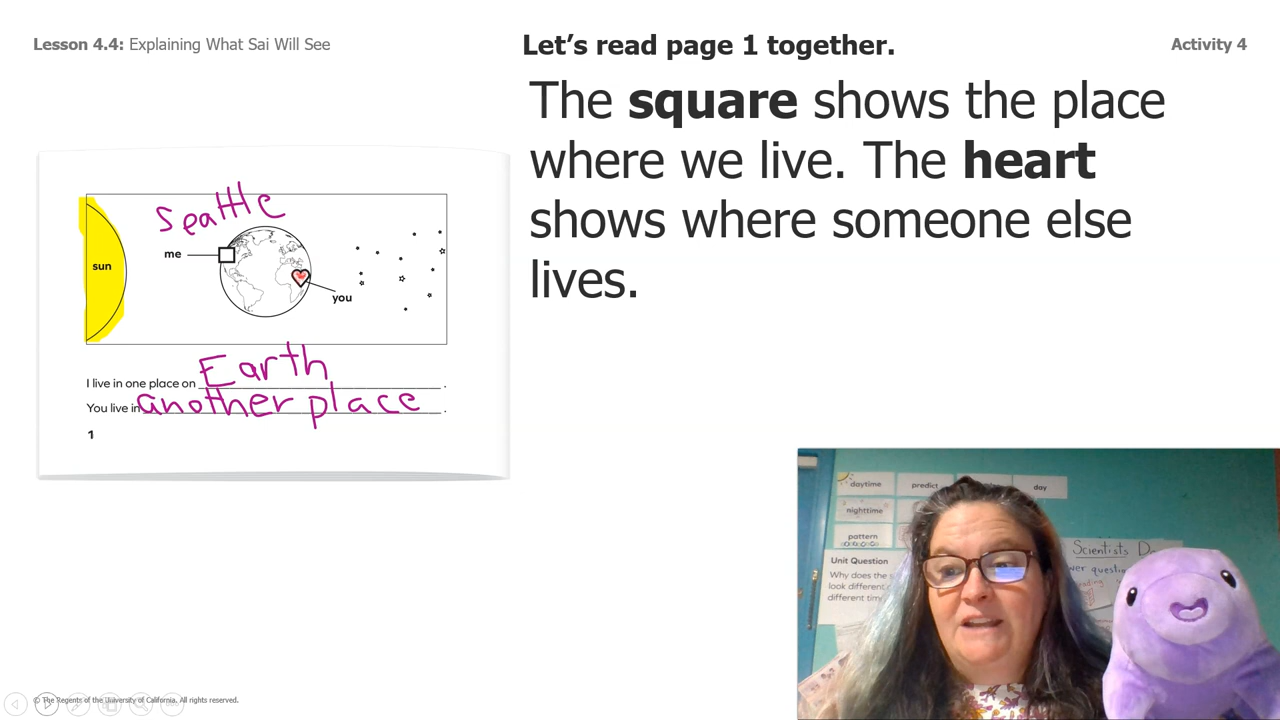 Lesson 4.4: Explaining What Sai Will See
Let's read page 1 together.
Activity 4
The square shows the place
where we live. The heart
shows where someone else
lives.
Seattle
sun
me
you
I live in one place on Earth.
You live in another place.
1
daytime
predict
day
nighttime
pattern
Unit Question
Why does the
look different
different
Scientists
questi
© The Regents of the University of California. All rights reserved.